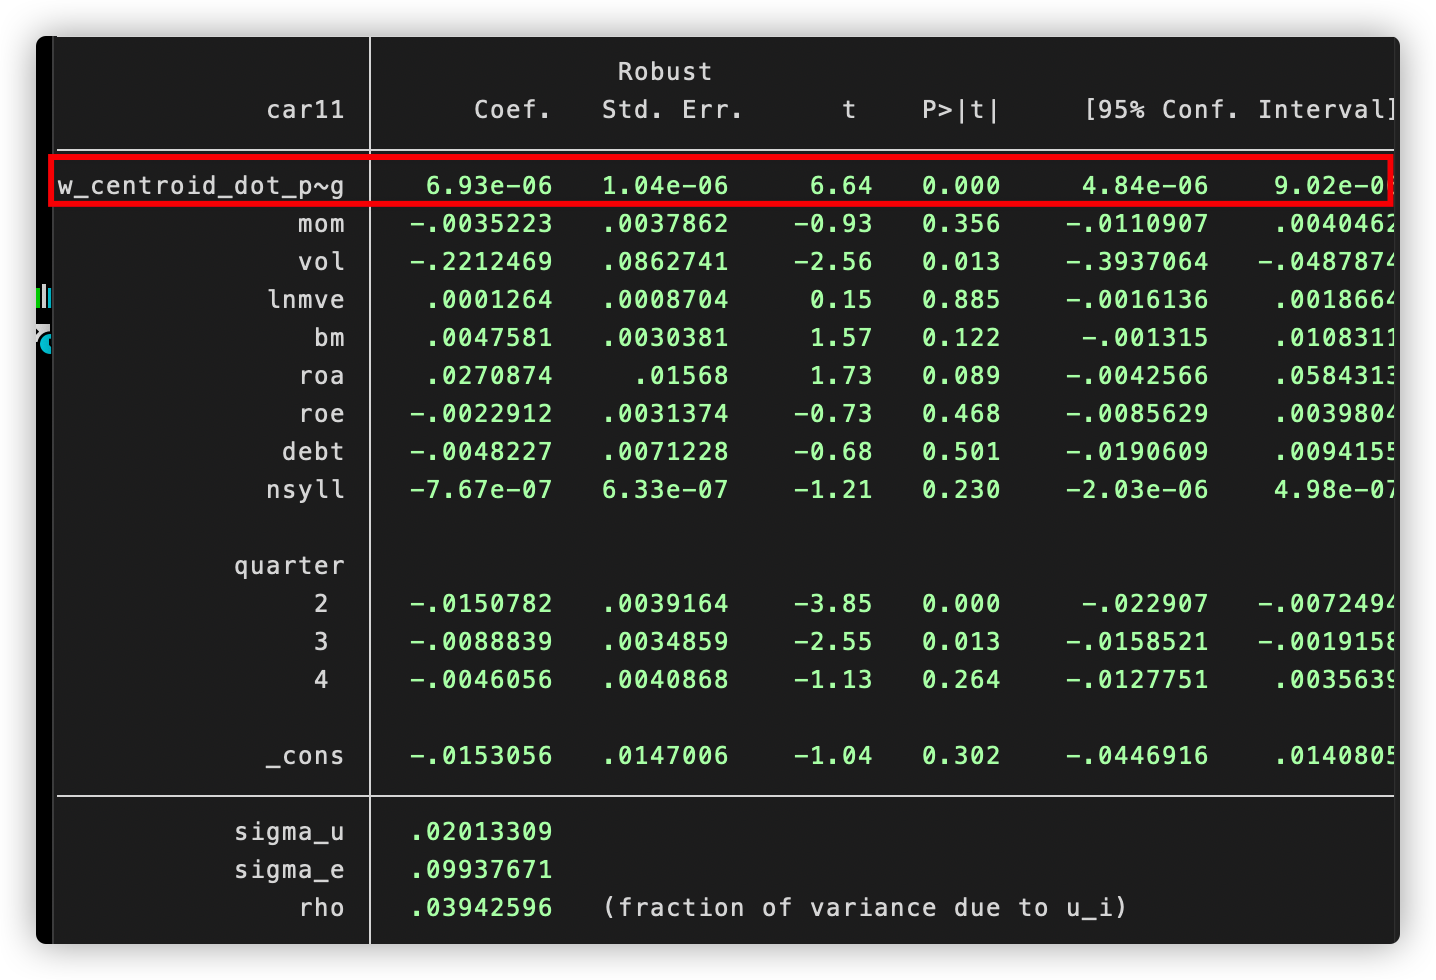 Robust
car11 Coef. Std. Err. t P>|t| [95% Conf. Interval]
w_centroid_dot_p~g 6.93e-06 1.04e-06 6.64 0.000 4.84e-06 9.02e-06
mom -.0035223 .0037862 -0.93 0.356 -.0110907 .0040462
vol -.2212469 .0862741 -2.56 0.013 -.3937064 -.0487874
lnmve .0001264 .0008704 0.15 0.885 -.0016136 .0018664
bm .0047581 .0030381 1.57 0.122 -.001315 .0108311
roa .0270874 .01568 1.73 0.089 -.0042566 .0584313
roe -.0022912 .0031374 -0.73 0.468 -.0085629 .0039804
debt -.0048227 .0071228 -0.68 0.501 -.0190609 .0094155
nsyll -7.67e-07 6.33e-07 -1.21 0.230 -2.03e-06 4.98e-07
quarter
2 -.0150782 .0039164 -3.85 0.000 -.022907 -.0072494
3 -.0088839 .0034859 -2.55 0.013 -.0158521 -.0019158
4 -.0046056 .0040868 -1.13 0.264 -.0127751 .0035639
_cons -.0153056 .0147006 -1.04 0.302 -.0446916 .0140805
sigma_u .02013309
sigma_e .09937671
rho .03942596 (fraction of variance due to u_i)